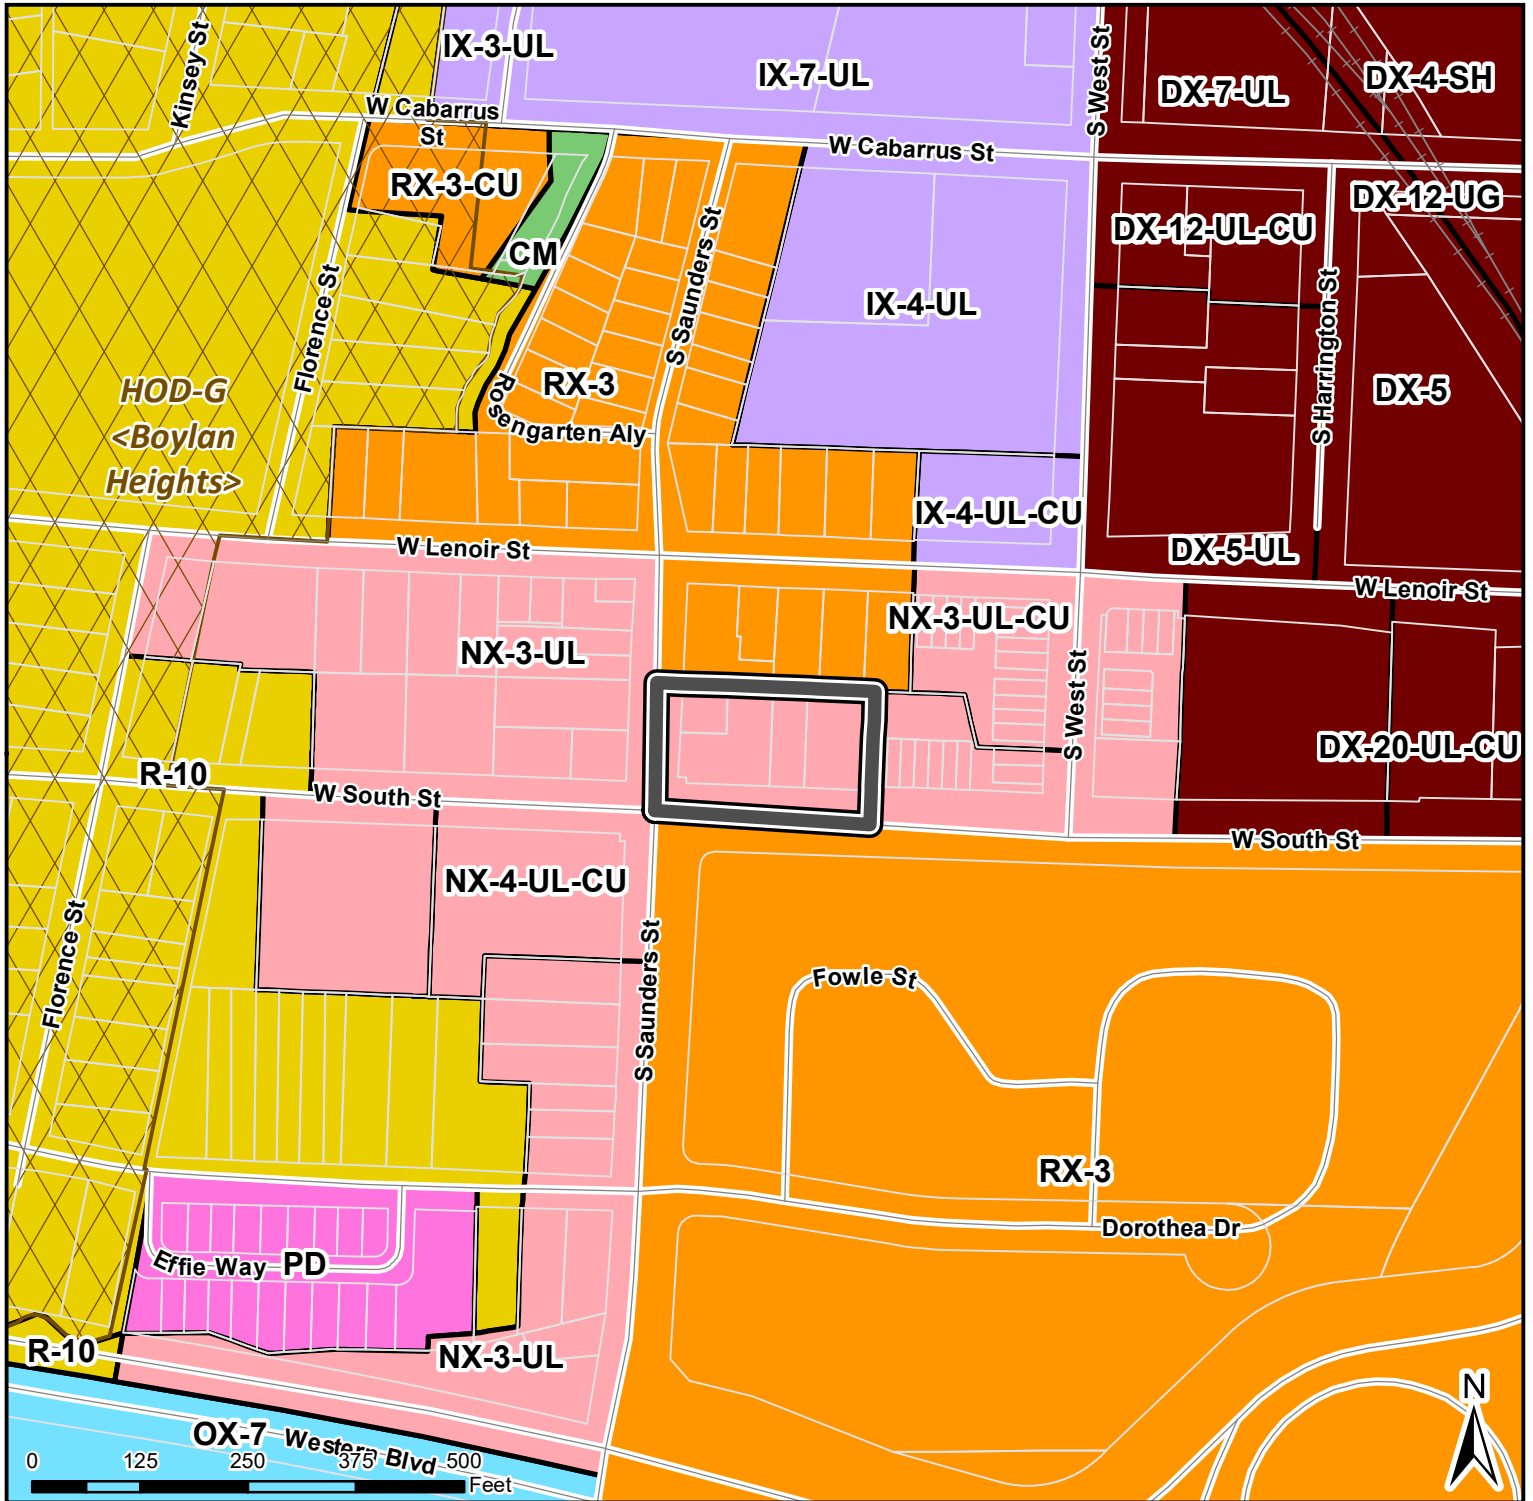 Kinsey St
IX-3-UL
IX-7-UL
S West St
DX-7-UL
DX-4-SH
W Cabarrus
St
W Cabarrus St
RX-3-CU
CM
S Saunders St
DX-12-UL-CU
DX-12-UG
Florence St
IX-4-UL
S Harrington St
HOD-G
<Boylan
Heights>
RX-3
Rosengarten Aly
DX-5
IX-4-UL-CU
W Lenoir St
DX-5-UL
W Lenoir St
NX-3-UL
NX-3-UL-CU
S West St
R-10
W South St
DX-20-UL-CU
W South St
NX-4-UL-CU
Florence St
S Saunders St
Fowle St
RX-3
Dorothea Dr
Effie Way
PD
R-10
NX-3-UL
OX-7
Western Blvd
N
0 125 250 375 500
Feet